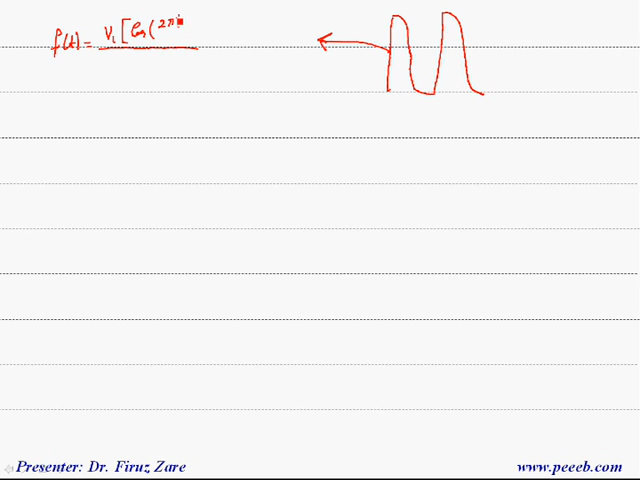 f(t) = V₁ [ Cos ( 2π
Presenter: Dr. Firuz Zare
www.peeeb.com